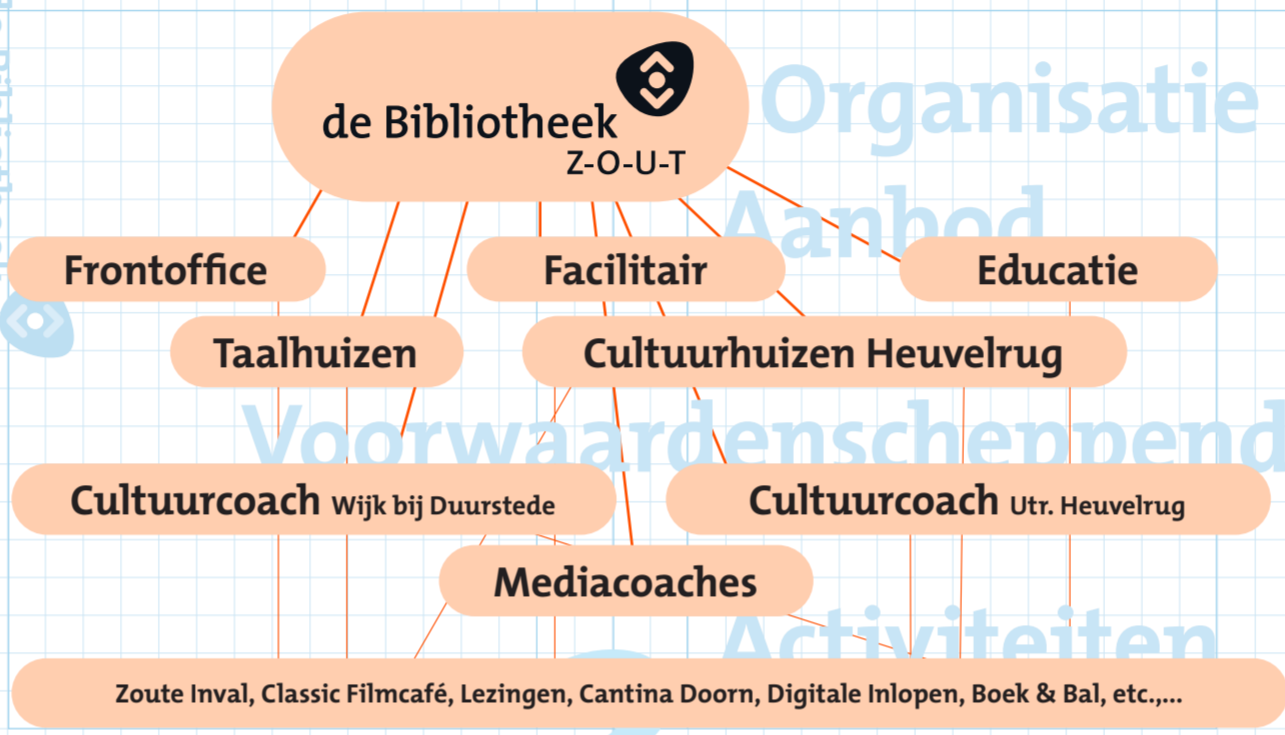 de Bibliotheek
Z-O-U-T
Organisatie
Aanbod
Frontoffice
Facilitair
Educatie
Taalhuizen
Cultuurhuizen Heuvelrug
Voorwaardenscheppend
Cultuurcoach Wijk bij Duurstede
Cultuurcoach Utr. Heuvelrug
Mediacoaches
Activiteiten
Zoute Inval, Classic Filmcafé, Lezingen, Cantina Doorn, Digitale Inlopen, Boek & Bal, etc.,...